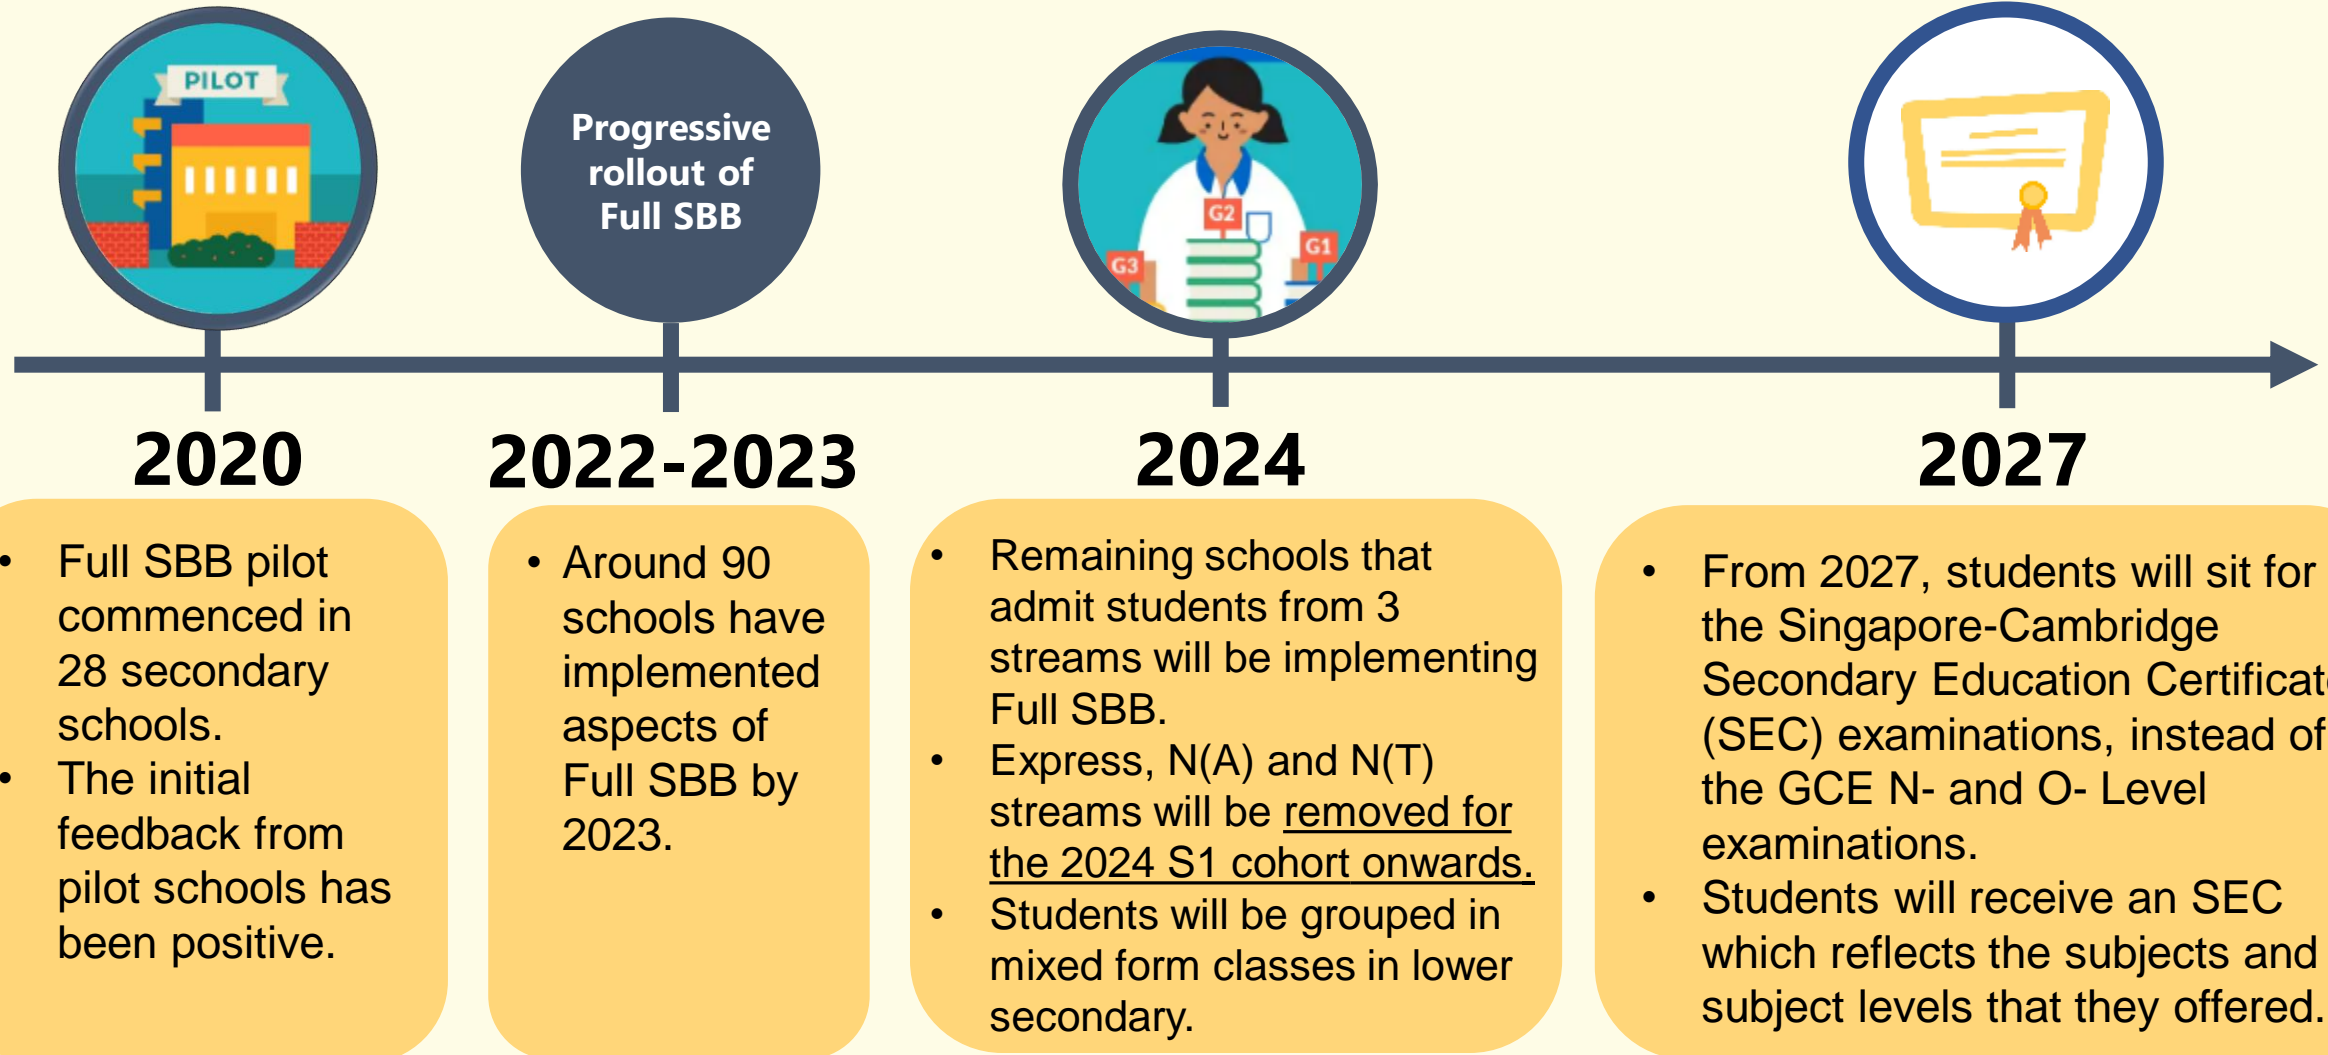 PILOT
Progressive
rollout of
Full SBB
G2
G1
G3
2020
2022-2023
2024
2027
• Full SBB pilot
commenced in
28 secondary
schools.
• The initial
feedback from
pilot schools has
been positive.
• Around 90
schools have
implemented
aspects of
Full SBB by
2023.
• Remaining schools that
admit students from 3
streams will be implementing
Full SBB.
• Express, N(A) and N(T)
streams will be removed for
the 2024 S1 cohort onwards.
• Students will be grouped in
mixed form classes in lower
secondary.
• From 2027, students will sit for
the Singapore-Cambridge
Secondary Education Certificate
(SEC) examinations, instead of
the GCE N- and O- Level
examinations.
• Students will receive an SEC
which reflects the subjects and
subject levels that they offered.